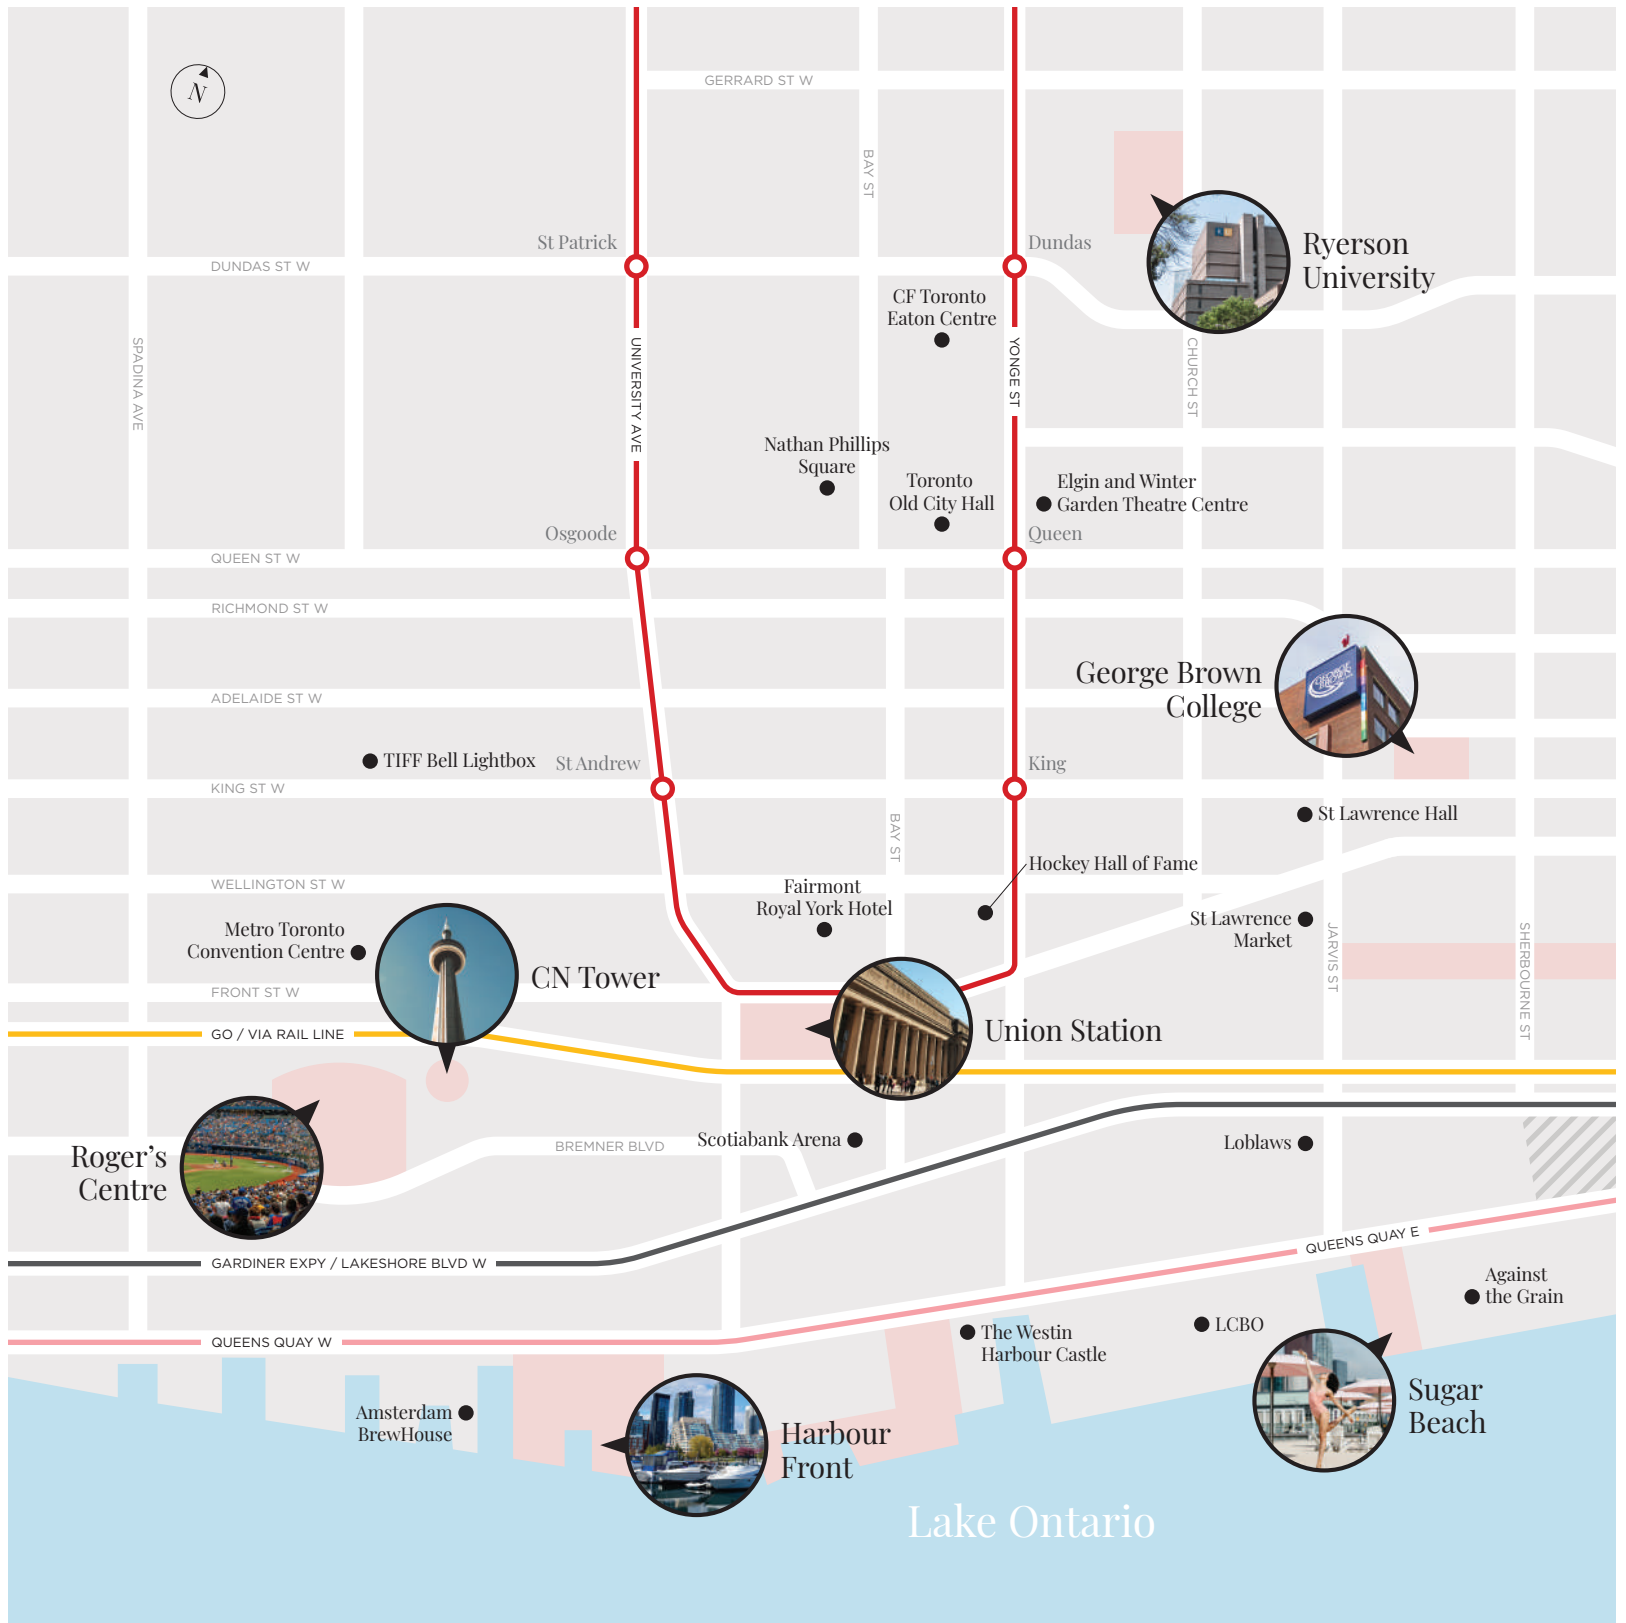 GERRARD ST W
N
BAY ST
St Patrick
Dundas
Ryerson
University
DUNDAS ST W
CF Toronto
Eaton Centre
SPADINA AVE
UNIVERSITY AVE
YONGE ST
CHURCH ST
Nathan Phillips
Square
Toronto
Old City Hall
Elgin and Winter
Garden Theatre Centre
Osgoode
Queen
QUEEN ST W
RICHMOND ST W
George Brown
College
ADELAIDE ST W
TIFF Bell Lightbox
St Andrew
King
KING ST W
St Lawrence Hall
BAY ST
Hockey Hall of Fame
WELLINGTON ST W
Fairmont
Royal York Hotel
St Lawrence
Market
JARVIS ST
SHERBOURNE ST
Metro Toronto
Convention Centre
CN Tower
FRONT ST W
Union Station
GO / VIA RAIL LINE
Roger's
Centre
BREMNER BLVD
Scotiabank Arena
Loblaws
QUEENS QUAY E
GARDINER EXPY / LAKESHORE BLVD W
Against
the Grain
QUEENS QUAY W
The Westin
Harbour Castle
LCBO
Amsterdam
BrewHouse
Sugar
Beach
Harbour
Front
Lake Ontario